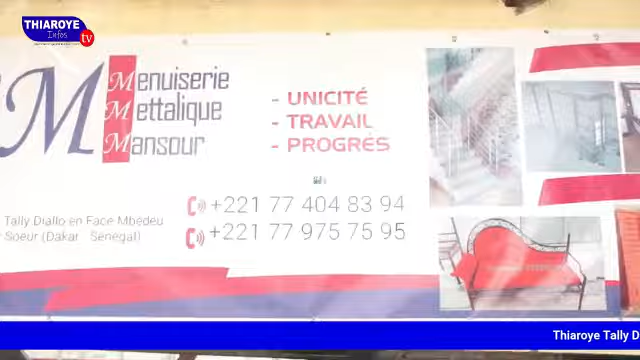 THIAROYE
Infos
tv
M
Menuiserie
Mettalique
Mansour
- UNICITÉ
- TRAVAIL
- PROGRÉS
+221 77 404 83 94
+221 77 975 75 95
Tally Diallo en Face Mbedeu
Soeur (Dakar Senegal)
Thiaroye Tally D